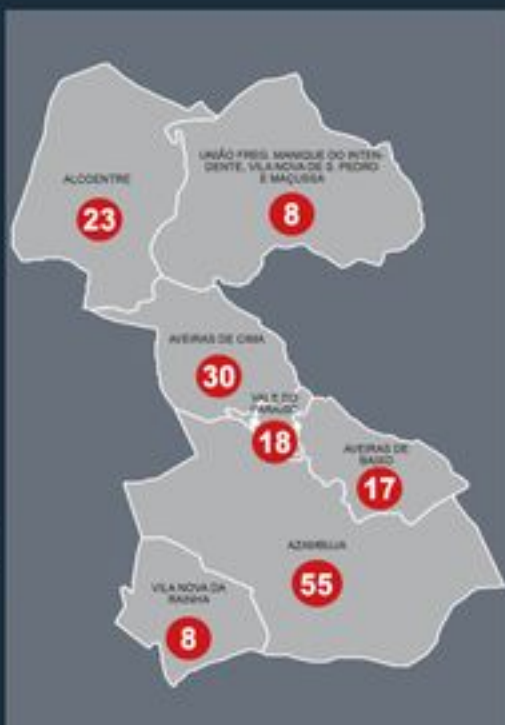 UNIÃO FREG. MANIQUE DO INTEN-
DENTE, VILA NOVA DE S. PEDRO
E MAÇUSSA
8
ALCOENTRE
23
AVEIRAS DE CIMA
30
VALE DO
PARAÍSO
18
AVEIRAS DE
BAIXO
17
AZAMBUJA
55
VILA NOVA DA
RAINHA
8